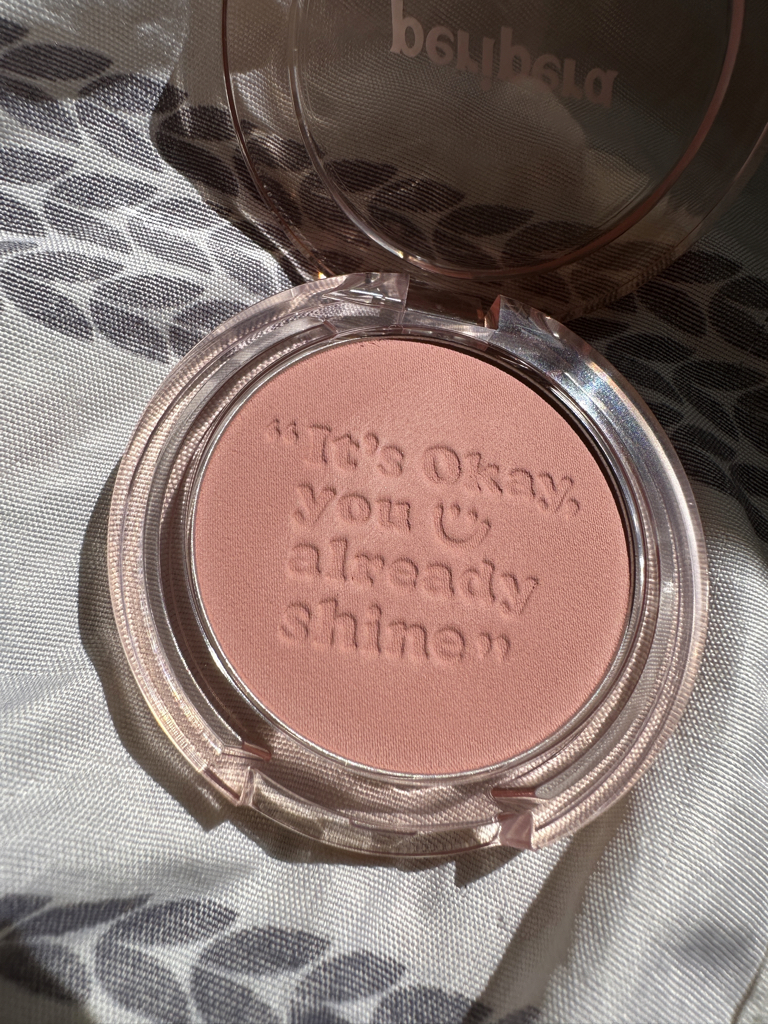 peripera
“It's Okay,
you
already
shine”